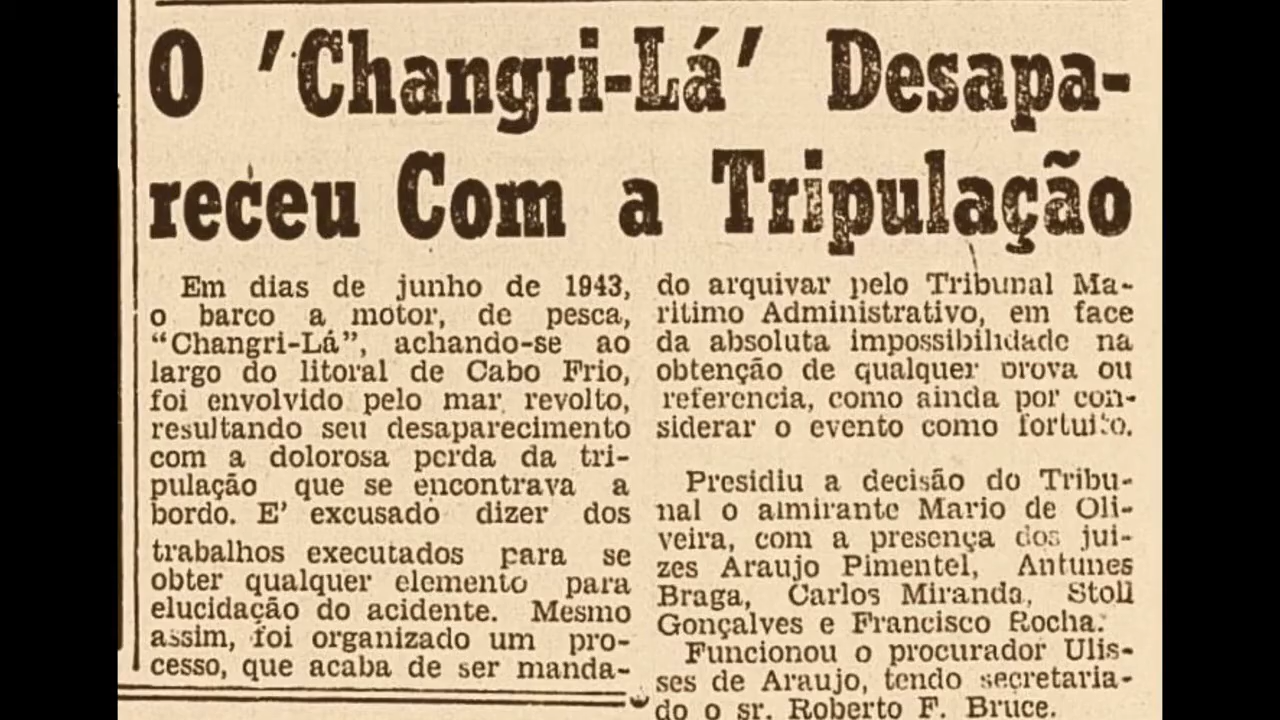 O 'Changri-Lá' Desapa-
receu Com a Tripulação
Em dias de junho de 1943,
o barco a motor, de pesca,
“Changri-Lá”, achando-se ao
largo do litoral de Cabo Frio,
foi envolvido pelo mar revolto,
resultando seu desaparecimento
com a dolorosa perda da tri-
pulação que se encontrava a
bordo. E' excusado dizer dos
trabalhos executados para se
obter qualquer elemento para
elucidação do acidente. Mesmo
assim, foi organizado um pro-
cesso, que acaba de ser manda-
do arquivar pelo Tribunal Ma-
ritimo Administrativo, em face
da absoluta impossibilidade na
obtenção de qualquer prova ou
referencia, como ainda por con-
siderar o evento como fortuito.
Presidiu a decisão do Tribu-
nal o almirante Mario de Oli-
veira, com a presença dos jui-
zes Araujo Pimentel, Antunes
Braga, Carlos Miranda, Stoll
Gonçalves e Francisco Rocha.
Funcionou o procurador Ulis-
ses de Araujo, tendo secretaria-
do o sr. Roberto F. Bruce.